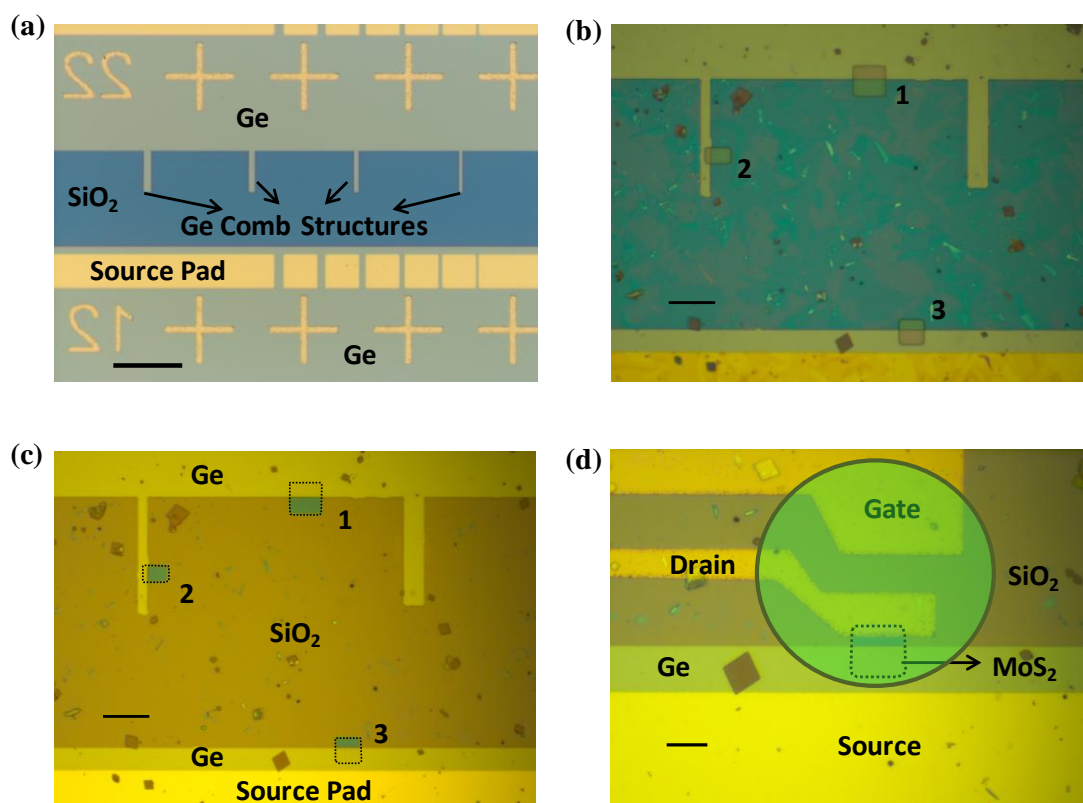 (a)
22
Ge
SiO₂
Ge Comb Structures
Source Pad
12
Ge
(b)
1
2
3
(c)
Ge
1
2
SiO₂
3
Ge
Source Pad
(d)
Gate
Drain
SiO₂
Ge
MoS₂
Source